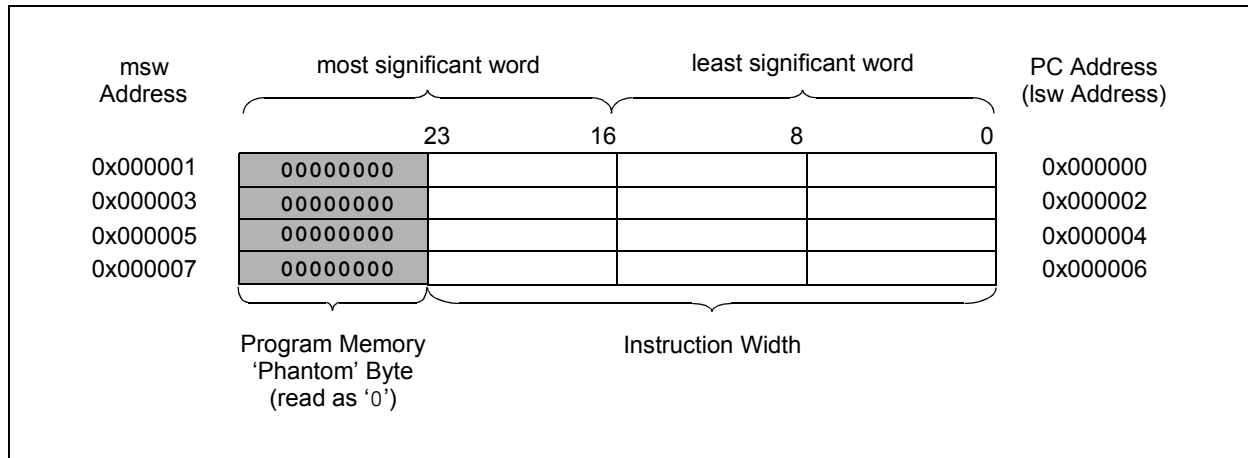 msw
Address
most significant word
least significant word
PC Address
(lsw Address)
23
16
8
0
0x000001
00000000
0x000000
0x000003
00000000
0x000002
0x000005
00000000
0x000004
0x000007
00000000
0x000006
Program Memory
‘Phantom’ Byte
(read as ‘0’)
Instruction Width